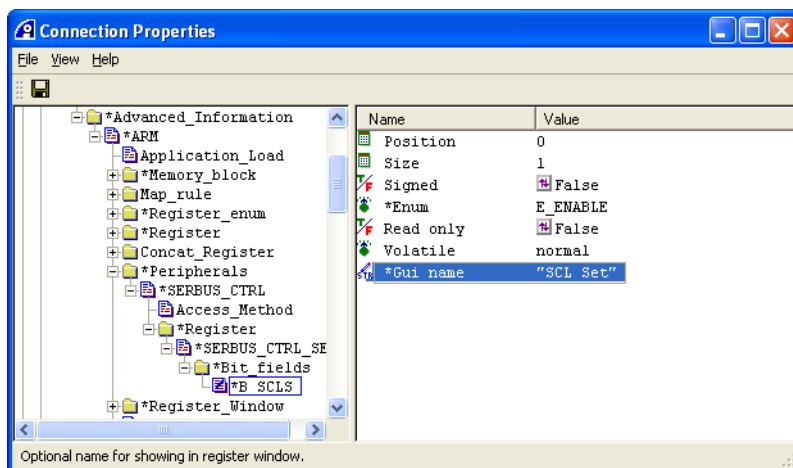 Connection Properties
File View Help
*Advanced_Information
*ARM
Application_Load
*Memory_block
Map_rule
*Register_enum
*Register
Concat_Register
*Peripherals
*SERBUS_CTRL
Access_Method
*Register
*SERBUS_CTRL_SE
*Bit_fields
*B_SCLS
*Register_Window
Name Value
Position 0
Size 1
T/F Signed False
*Enum E_ENABLE
T/F Read only False
Volatile normal
STR *Gui name "SCL Set"
Optional name for showing in register window.